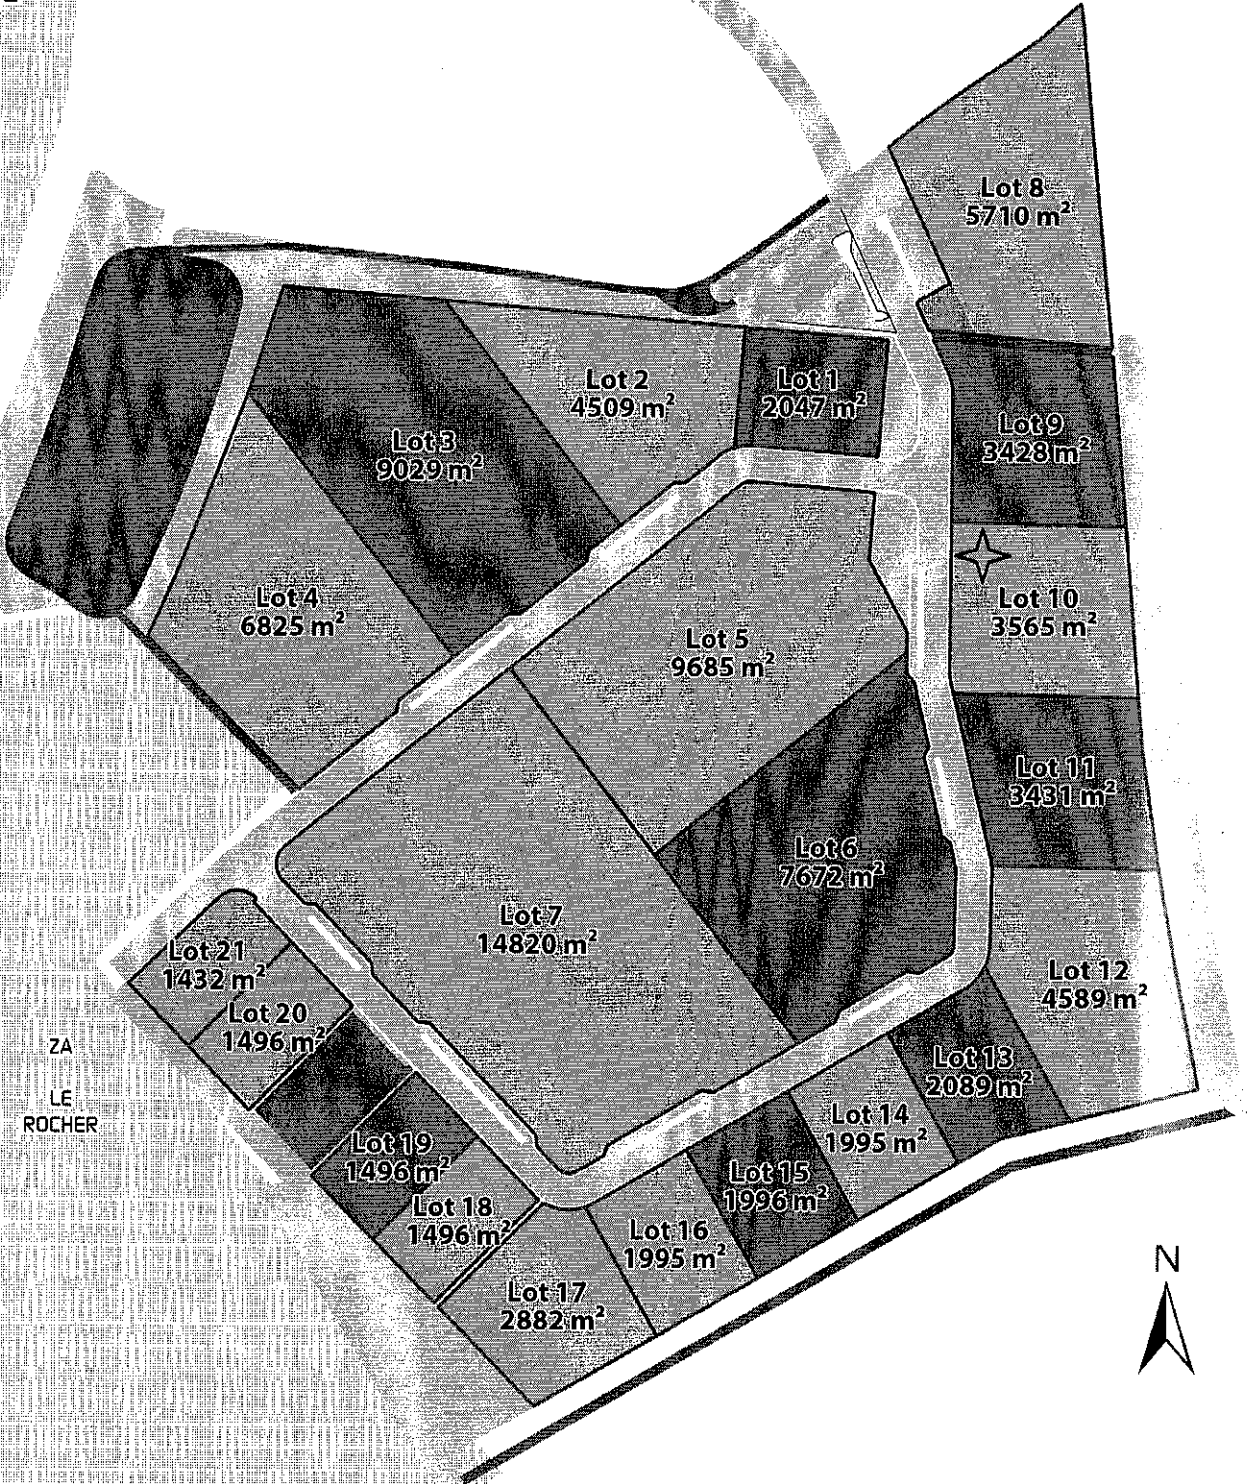 Lot 8
5710 m²
Lot 1
2047 m²
Lot 2
4509 m²
Lot 3
9029 m²
Lot 9
3428 m²
Lot 4
6825 m²
Lot 10
3565 m²
Lot 5
9685 m²
Lot 11
3431 m²
Lot 6
7672 m²
Lot 7
14820 m²
Lot 21
1432 m²
Lot 12
4589 m²
Lot 20
1496 m²
ZA
LE
ROCHER
Lot 13
2089 m²
Lot 14
1995 m²
Lot 19
1496 m²
Lot 15
1996 m²
Lot 18
1496 m²
Lot 16
1995 m²
Lot 17
2882 m²
N